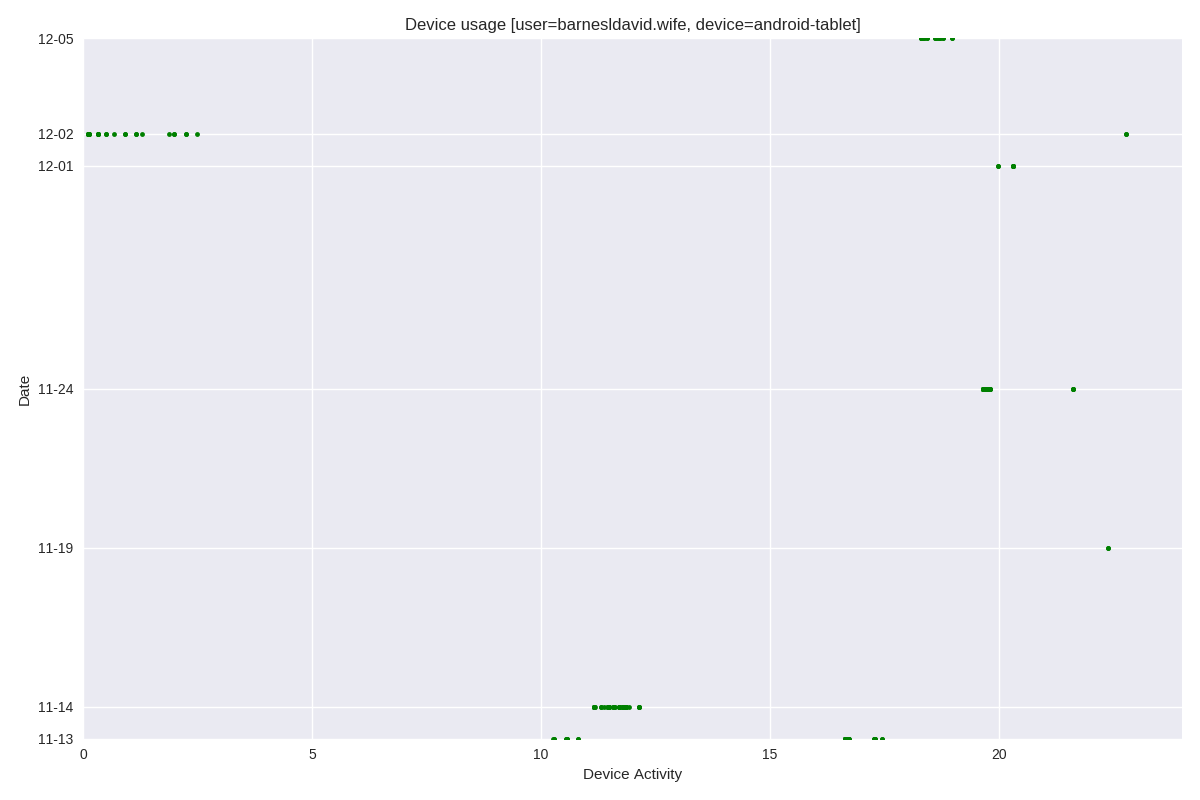 Device usage [user=barnesldavid.wife, device=android-tablet]
12-05
12-02
12-01
11-24
11-19
11-14
11-13
Date
0 5 10 15 20
Device Activity